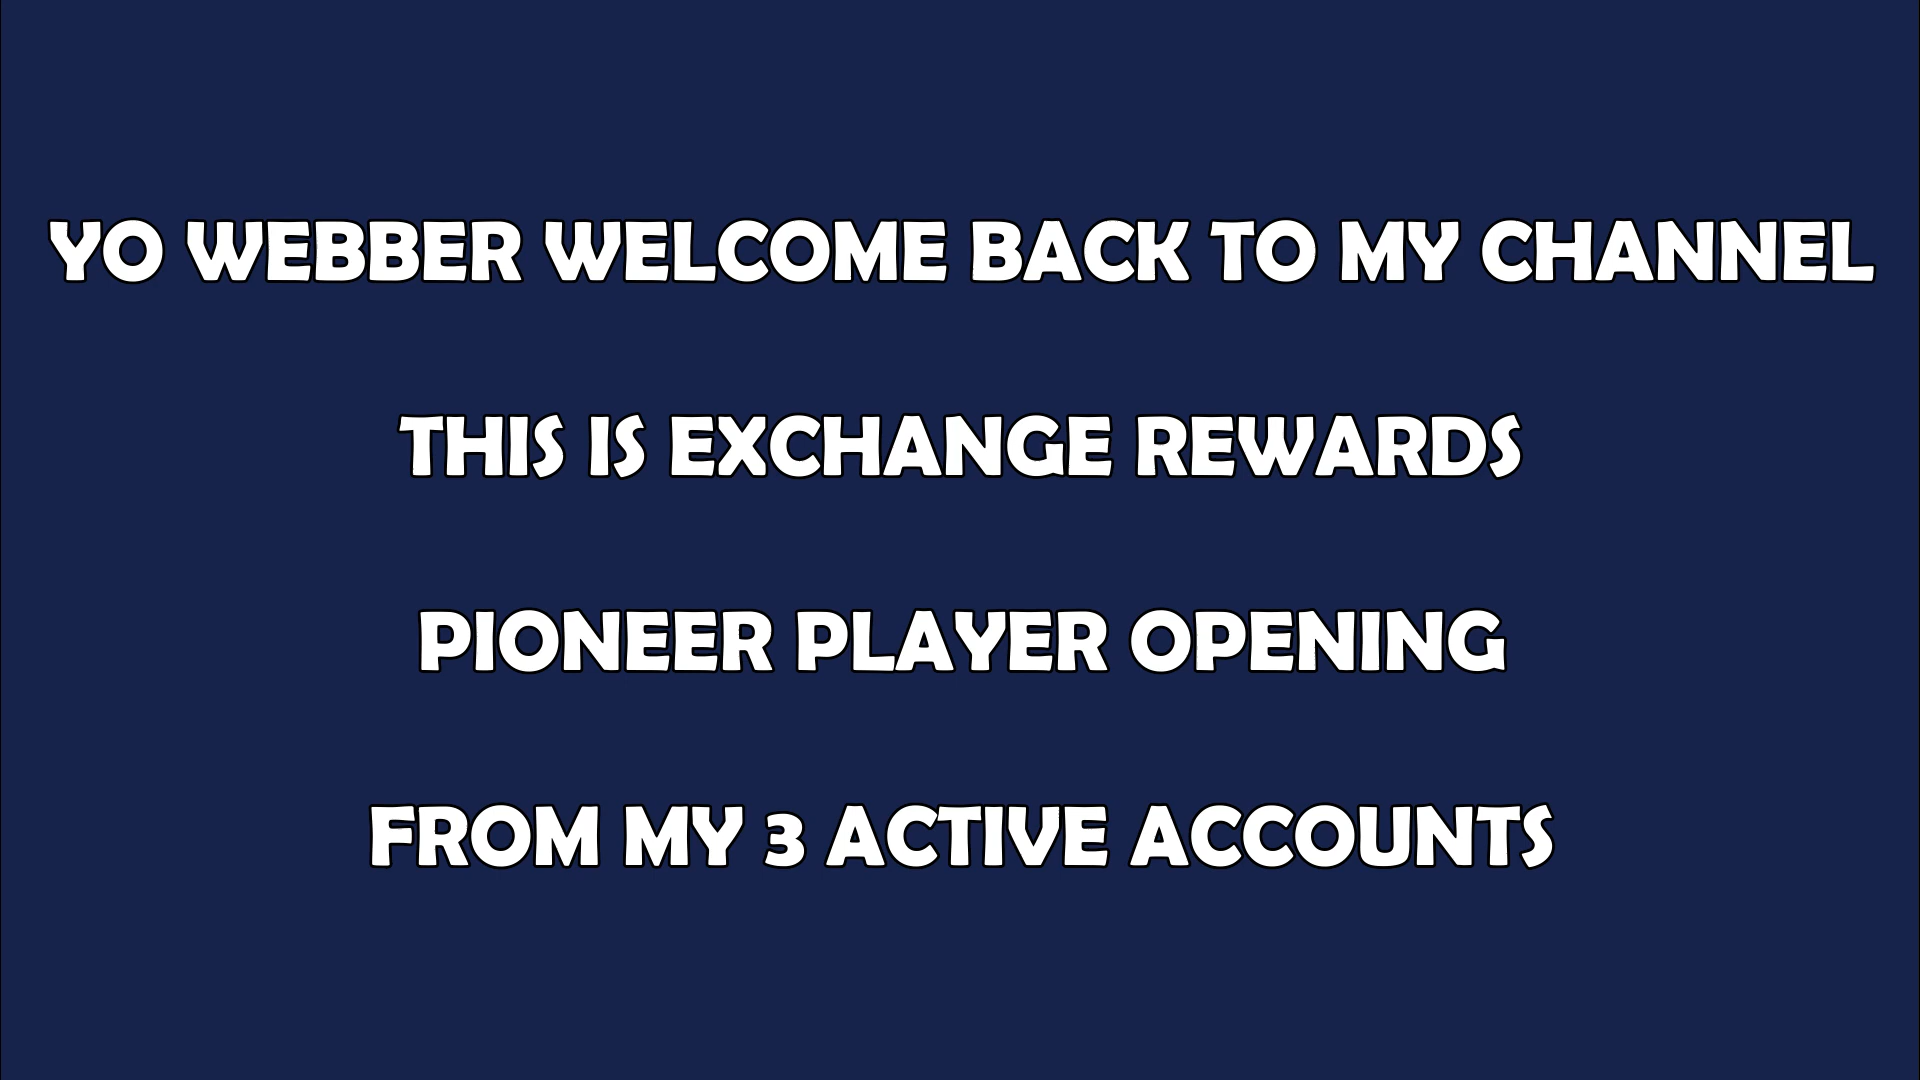 YO WEBBER WELCOME BACK TO MY CHANNEL
THIS IS EXCHANGE REWARDS
PIONEER PLAYER OPENING
FROM MY 3 ACTIVE ACCOUNTS